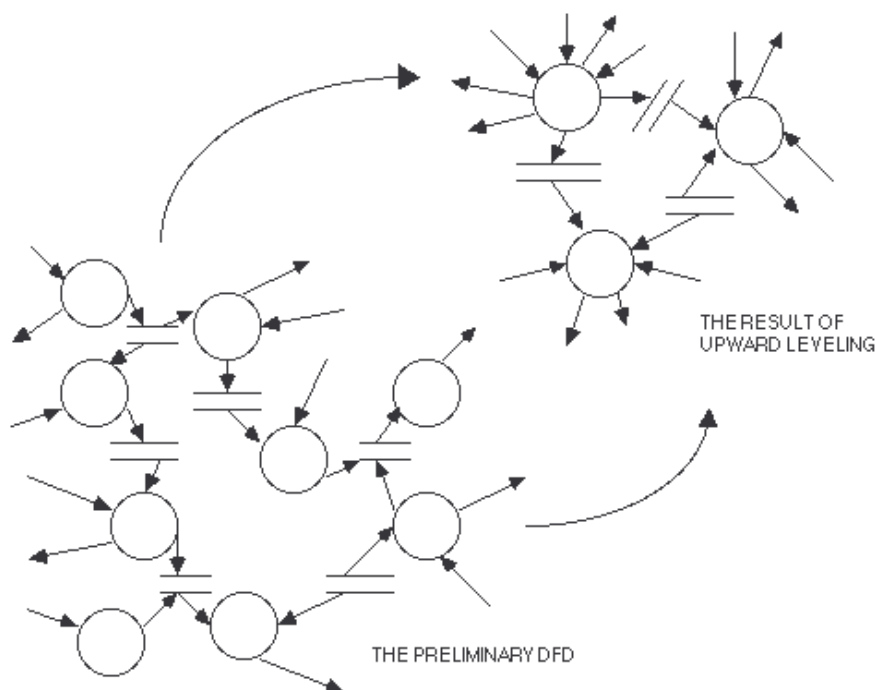 THE RESULT OF
UPWARD LEVELING
THE PRELIMINARY DFD